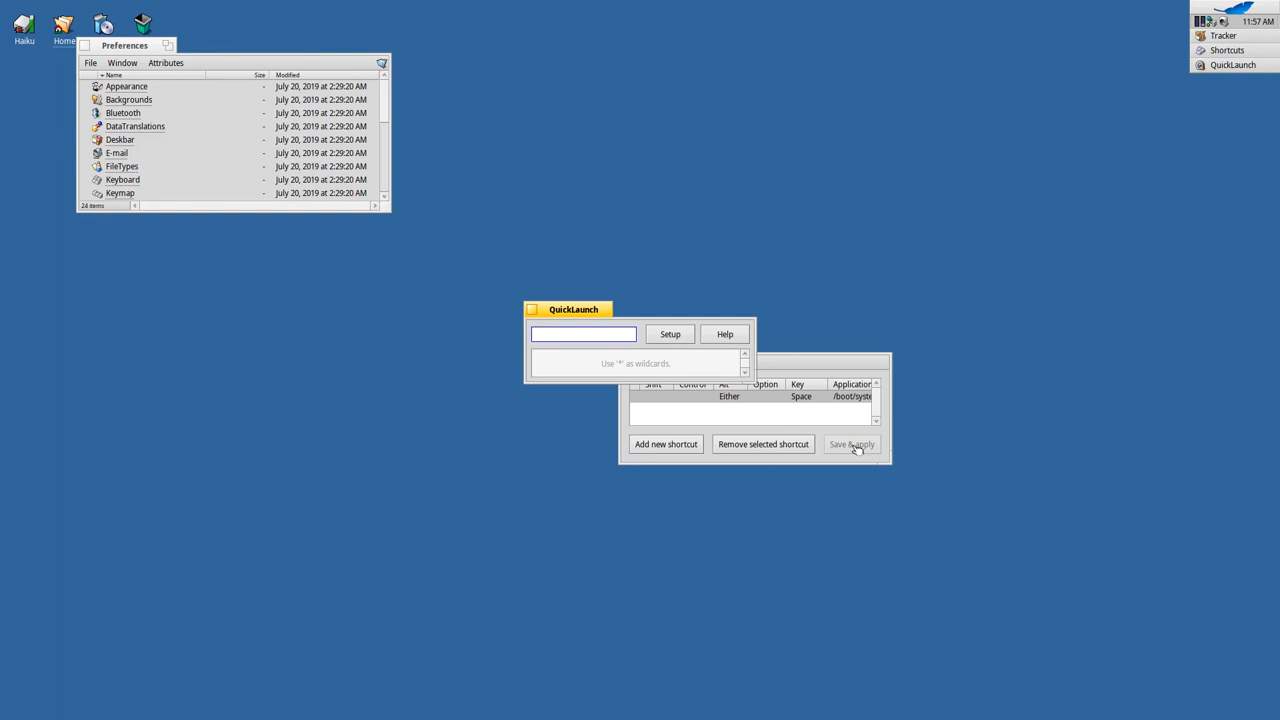 Haiku
Home
11:57 AM
Tracker
Shortcuts
QuickLaunch
Preferences
File Window Attributes
Name Size Modified
Appearance - July 20, 2019 at 2:29:20 AM
Backgrounds - July 20, 2019 at 2:29:20 AM
Bluetooth - July 20, 2019 at 2:29:20 AM
DataTranslations - July 20, 2019 at 2:29:20 AM
Deskbar - July 20, 2019 at 2:29:20 AM
E-mail - July 20, 2019 at 2:29:20 AM
FileTypes - July 20, 2019 at 2:29:20 AM
Keyboard - July 20, 2019 at 2:29:20 AM
Keymap - July 20, 2019 at 2:29:20 AM
24 items
QuickLaunch
Setup Help
Use '*' as wildcards.
Shift Control Alt Option Key Application
Either Space /boot/syste
Add new shortcut Remove selected shortcut Save & apply